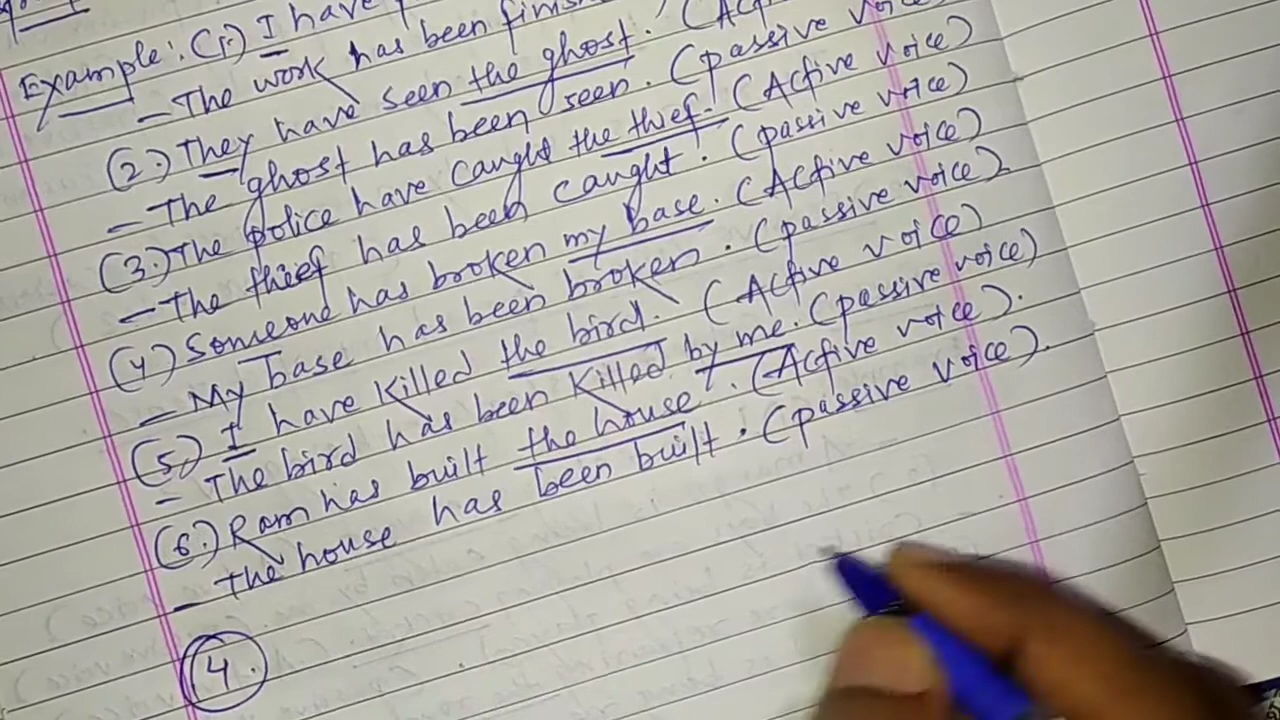 Example: (1.) I have
- The work has been finis
(2.) They have seen the ghost. (Acti
- The ghost has been seen. (passive voice
(3.) The police have caught the thief. (Active voice)
- The thief has been caught. (passive voice)
(4) Someone has broken my base. (Active voice)
- My base has been broken. (passive voice).
(5.) I have killed the bird. (Active voice)
- The bird has been killed by me. (passive voice)
(6.) Ram has built the house. (Active voice).
- The house has been built. (passive voice).
4.